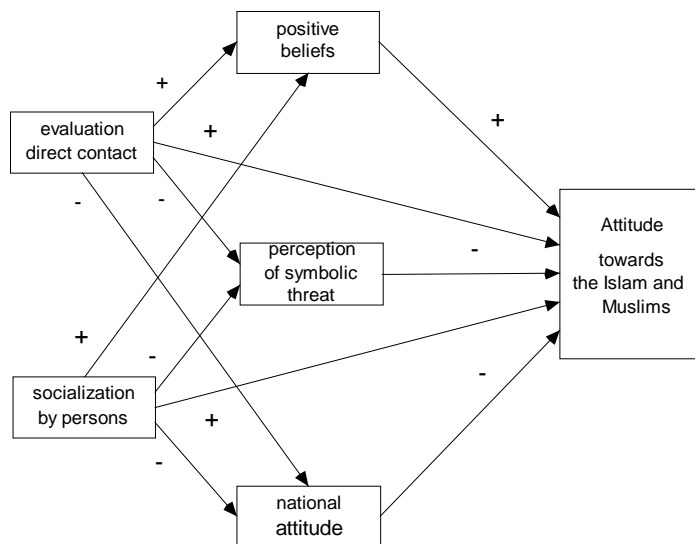 positive
beliefs
+
+
+
evaluation
direct contact
-
-
perception
of symbolic
threat
-
Attitude
towards
the Islam and
Muslims
+
-
socialization
by persons
+
-
-
national
attitude